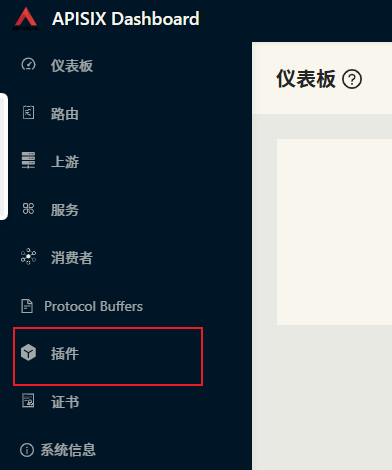 APISIX Dashboard
仪表板
路由
上游
服务
消费者
Protocol Buffers
插件
证书
系统信息
仪表板